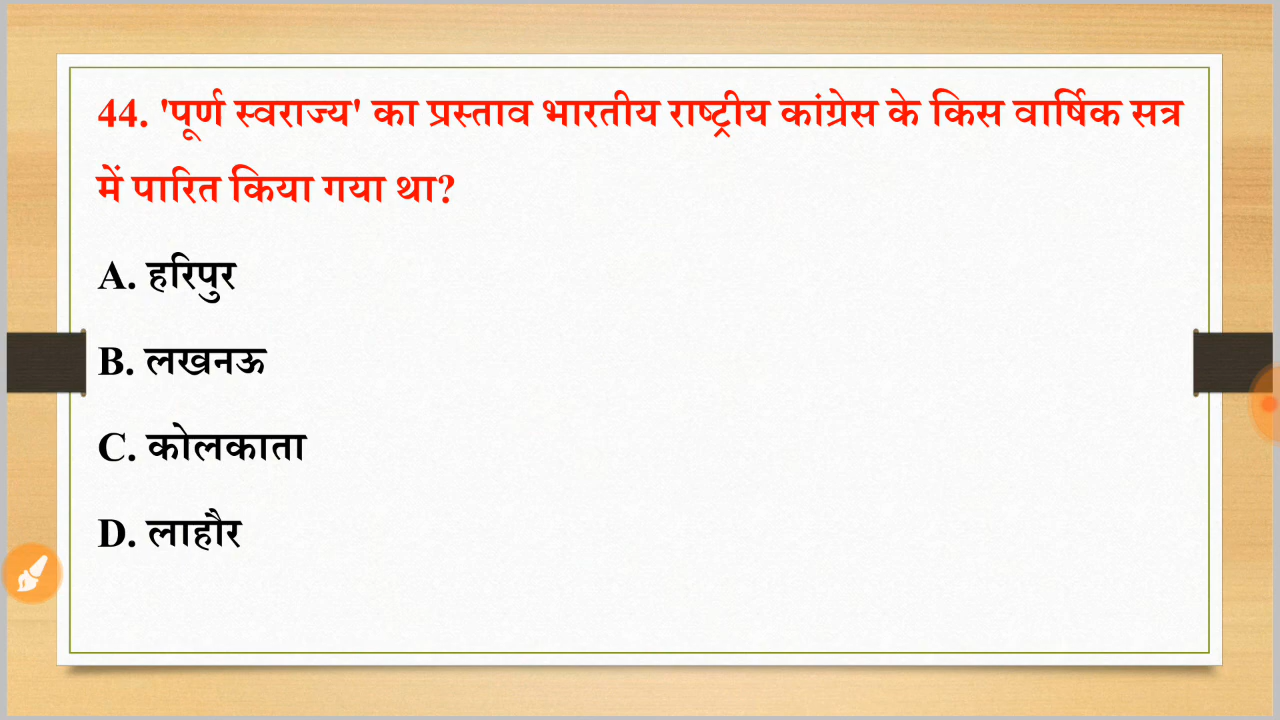 44. 'पूर्ण स्वराज्य' का प्रस्ताव भारतीय राष्ट्रीय कांग्रेस के किस वार्षिक सत्र
में पारित किया गया था?
A. हरिपुर
B. लखनऊ
C. कोलकाता
D. लाहौर